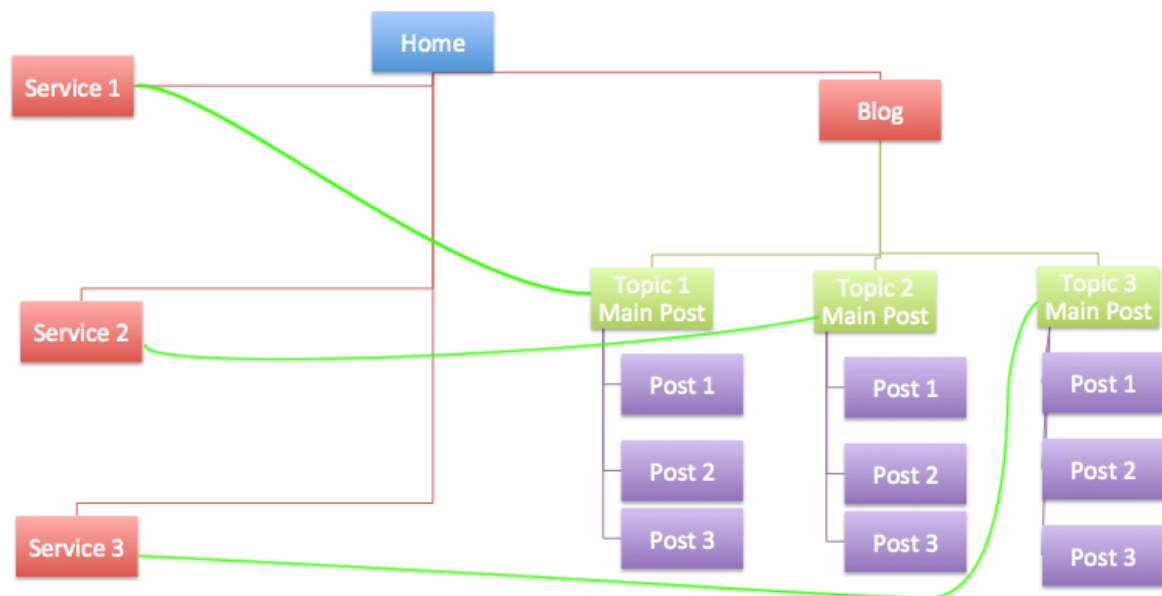 Home
Service 1
Blog
Service 2
Service 3
Topic 1
Main Post
Post 1
Post 2
Post 3
Topic 2
Main Post
Post 1
Post 2
Post 3
Topic 3
Main Post
Post 1
Post 2
Post 3